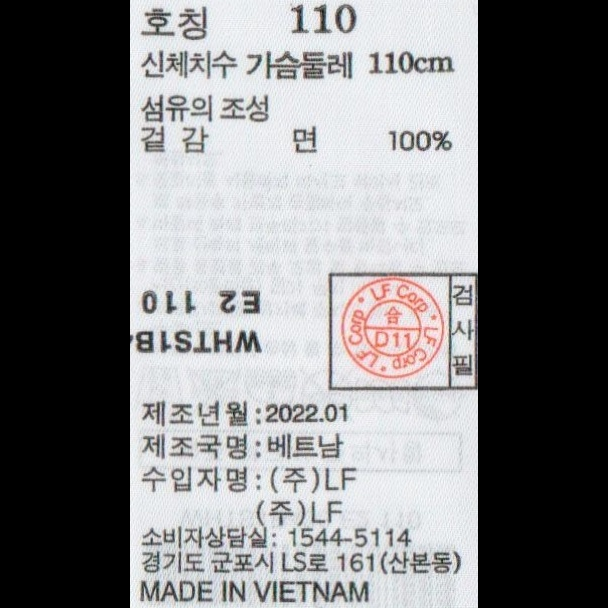 호칭 110
신체치수 가슴둘레 110cm
섬유의 조성
겉 감 면 100%
E2 110
WHTS1B
LF Corp · LF Corp · LF Corp
合
D11
검사필
제조년월:2022.01
제조국명:베트남
수입자명:(주)LF
(주)LF
소비자상담실: 1544-5114
경기도 군포시 LS로 161(산본동)
MADE IN VIETNAM